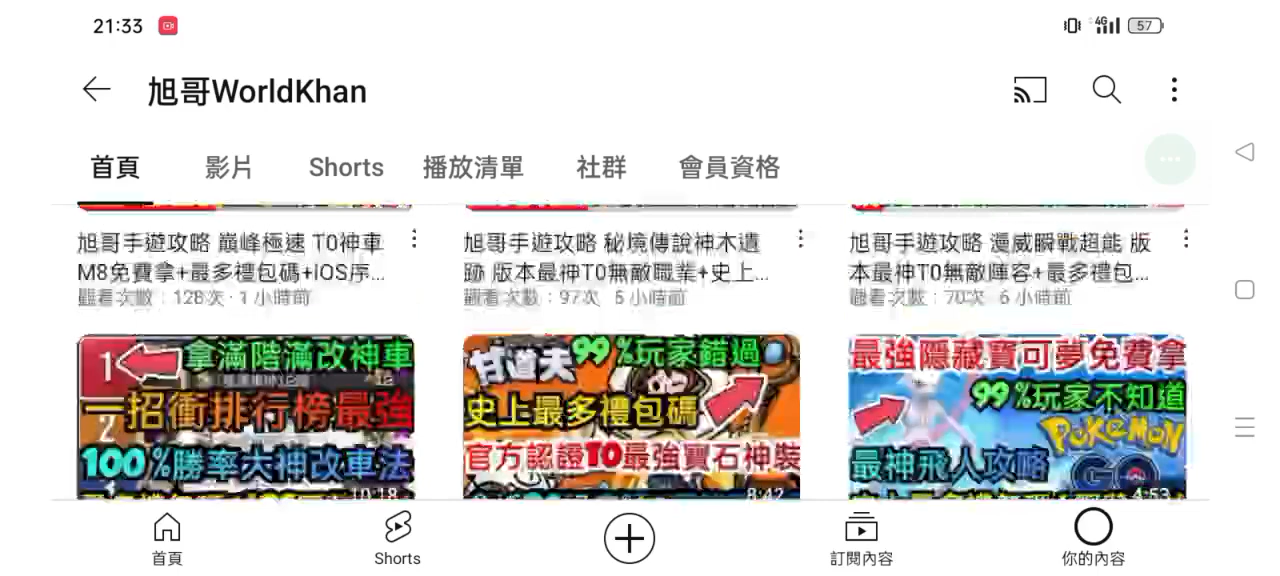 21:33
4G
57
旭哥WorldKhan
首頁 影片 Shorts 播放清單 社群 會員資格
旭哥手遊攻略 巔峰極速 T0神車
M8免費拿+最多禮包碼+IOS序...
觀看次數：128次 · 1 小時前
旭哥手遊攻略 秘境傳說神木遺
跡 版本最神T0無敵職業+史上...
觀看次數：97次 · 5 小時前
旭哥手遊攻略 漫威瞬戰超能 版
本最神T0無敵陣容+最多禮包...
觀看次數：70次 · 6 小時前
1
拿滿階滿改神車
一招衝排行榜最強
2
100%勝率大神改車法
10:18
甘道夫
99%玩家錯過
史上最多禮包碼
官方認證T0最強寶石神裝
8:42
最強隱藏寶可夢免費拿
99%玩家不知道
POKéMON
GO
最神飛人攻略
4:53
首頁
Shorts
訂閱內容
你的內容